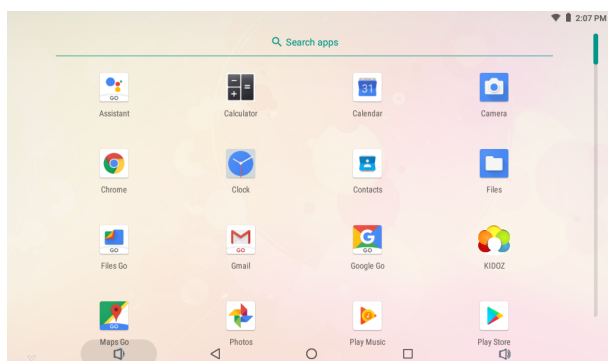 2:07 PM
Search apps
GO
31
Assistant
Calculator
Calendar
Camera
Chrome
Clock
Contacts
Files
GO
GO
GO
Files Go
Gmail
Google Go
KIDOZ
GO
Maps Go
Photos
Play Music
Play Store